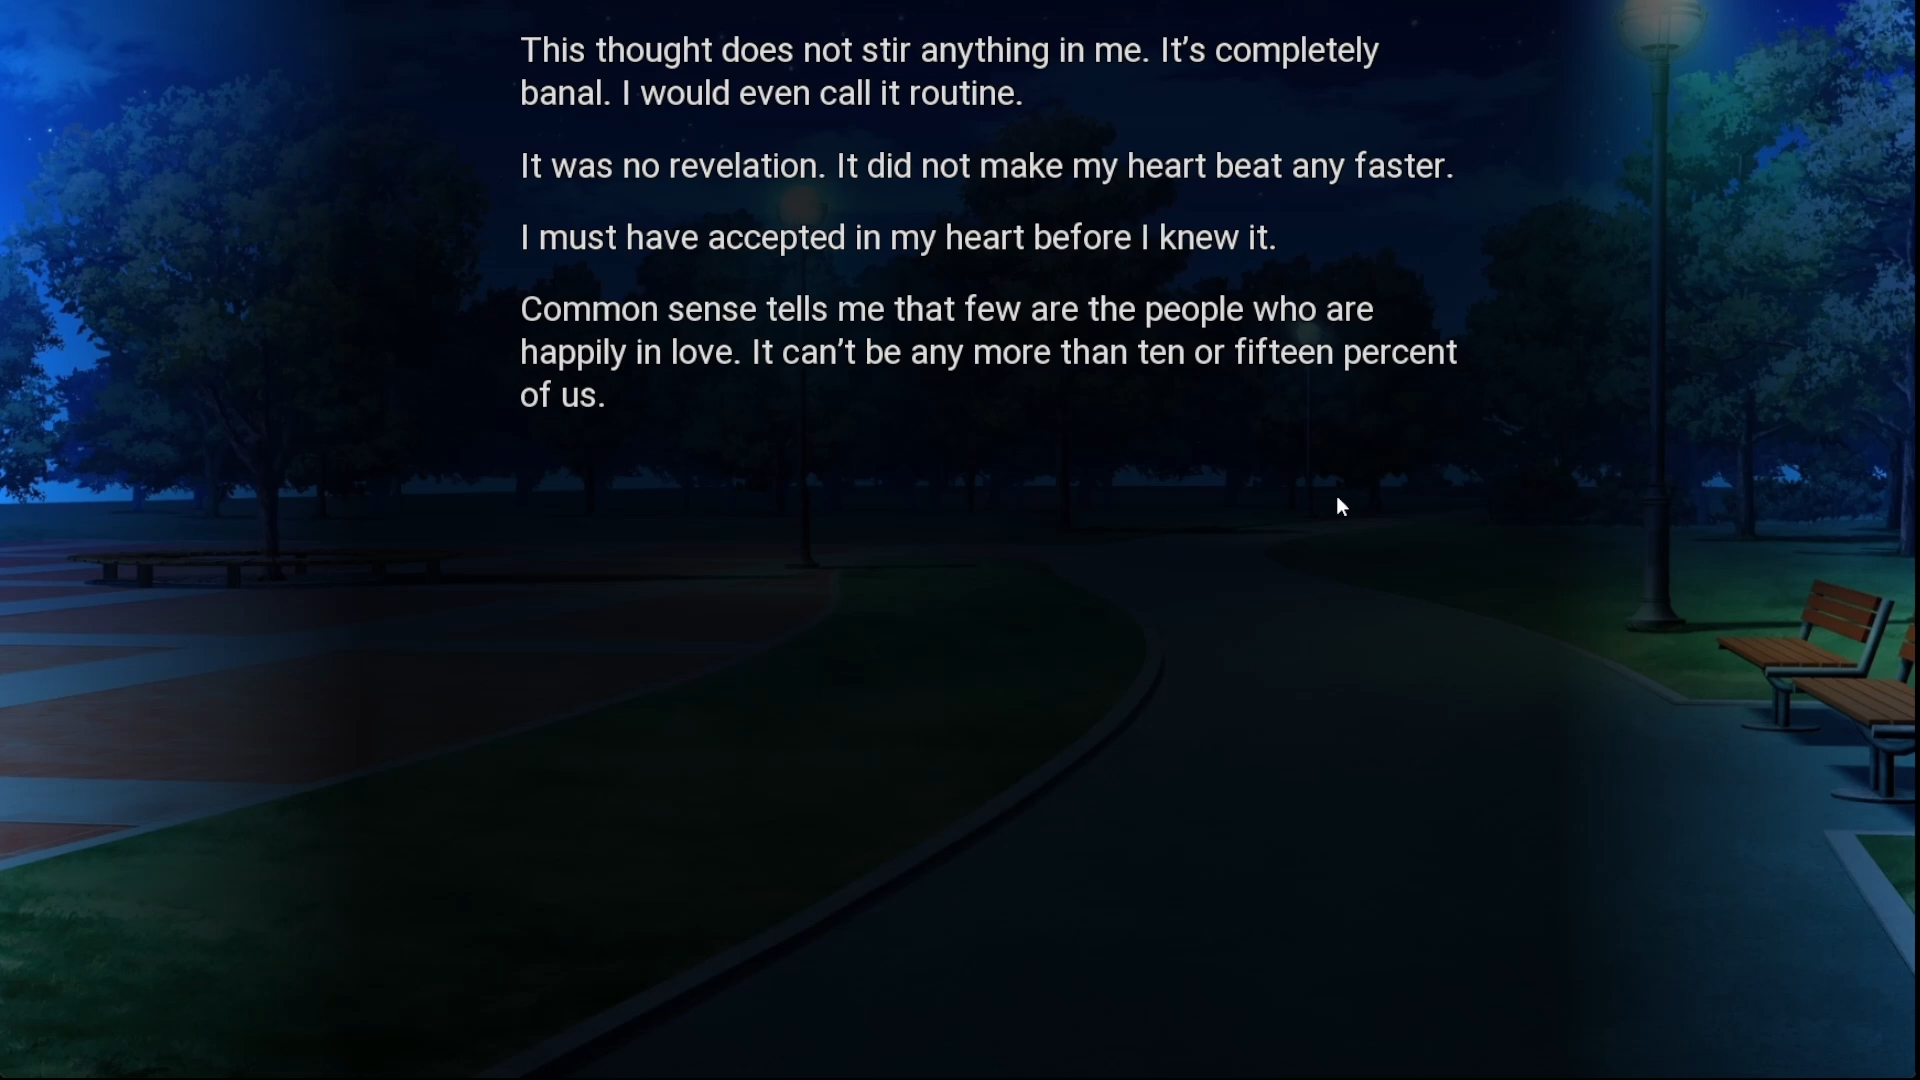 This thought does not stir anything in me. It’s completely
banal. I would even call it routine.
It was no revelation. It did not make my heart beat any faster.
I must have accepted in my heart before I knew it.
Common sense tells me that few are the people who are
happily in love. It can’t be any more than ten or fifteen percent
of us.